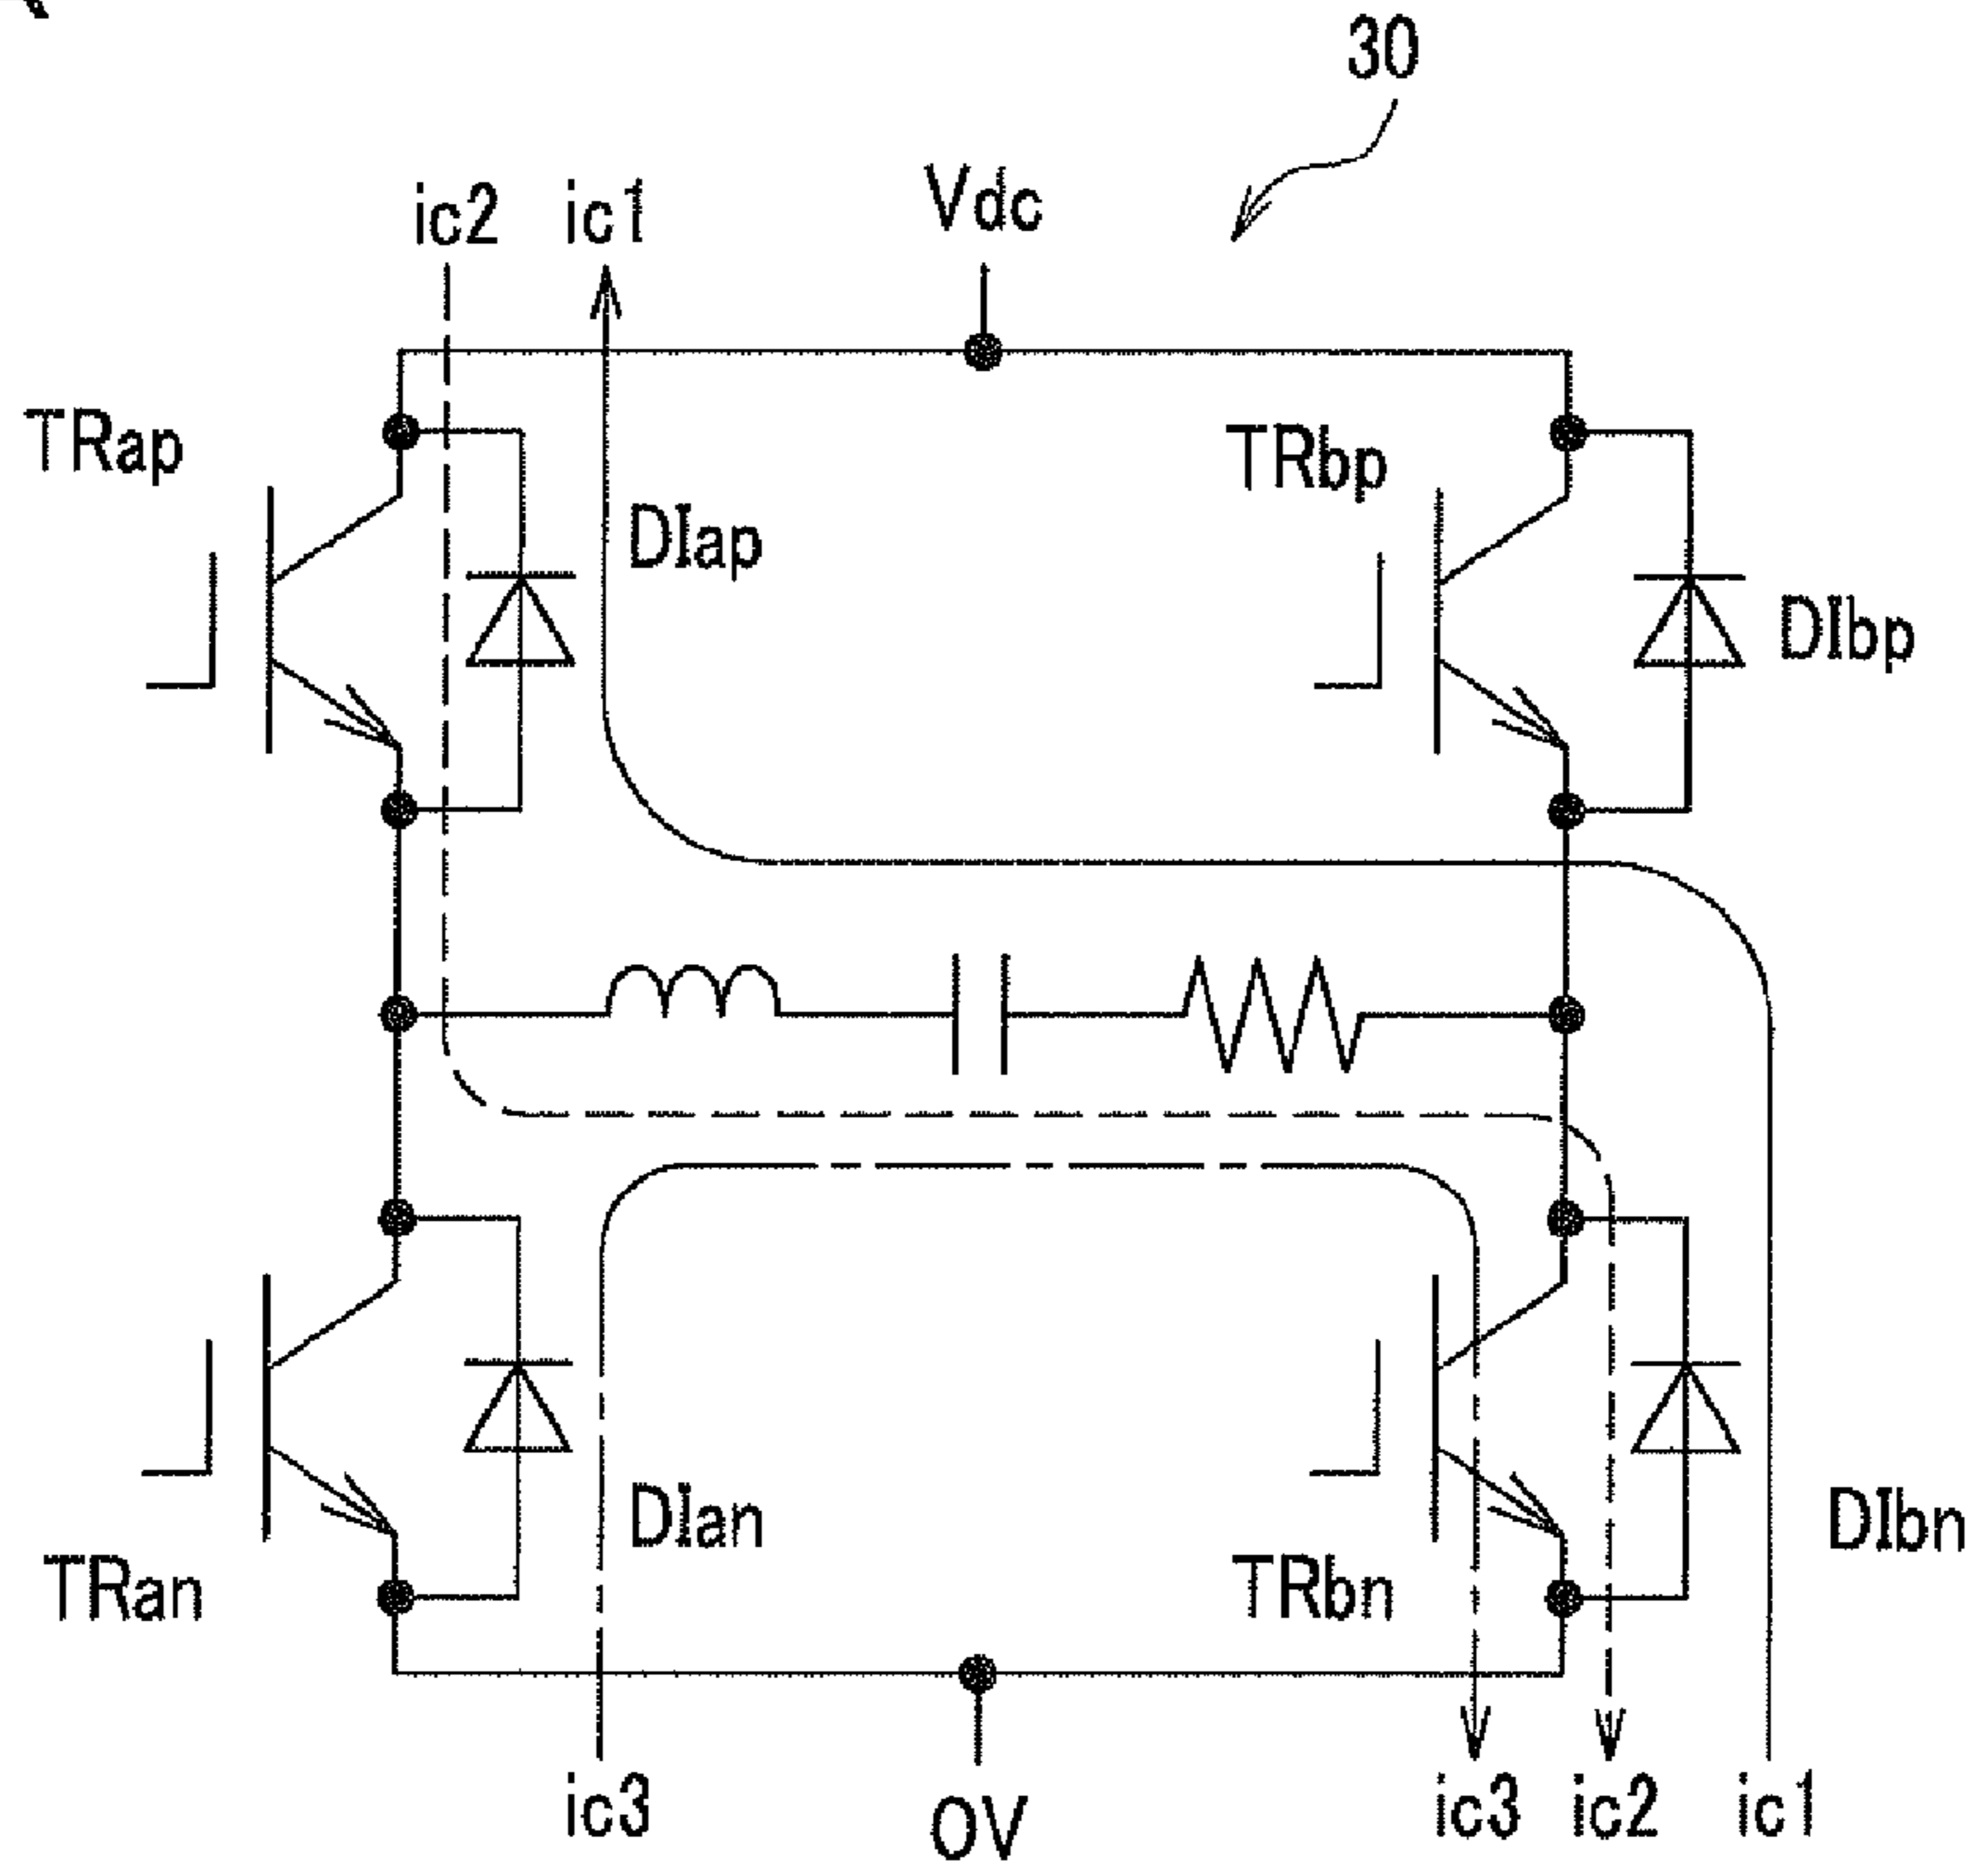 30
ic2
ic1
Vdc
TRap
DIap
TRbp
DIbp
TRan
DIan
TRbn
DIbn
ic3
0V
ic3
ic2
ic1